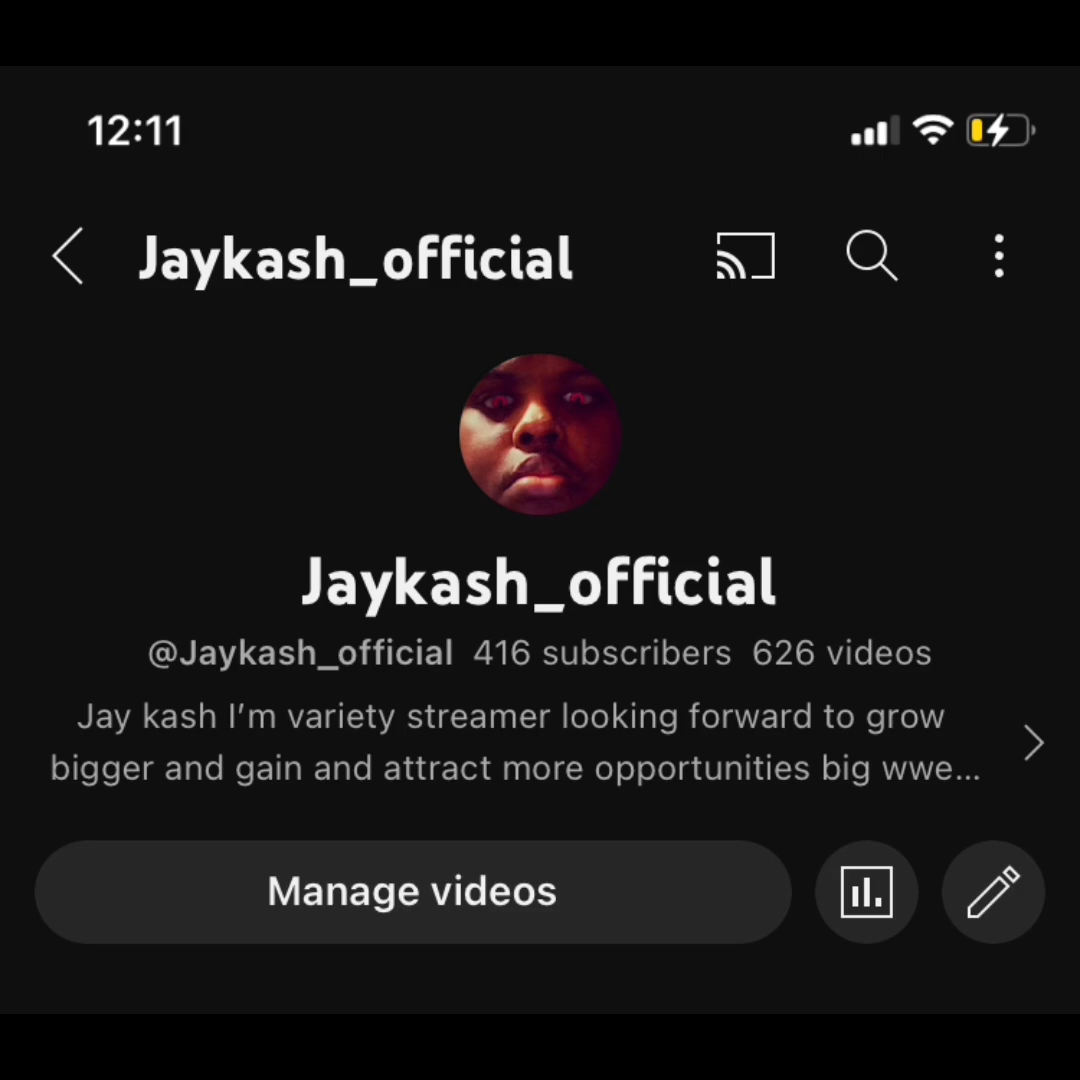 12:11
Jaykash_official
Jaykash_official
@Jaykash_official 416 subscribers 626 videos
Jay kash I’m variety streamer looking forward to grow
bigger and gain and attract more opportunities big wwe...
Manage videos